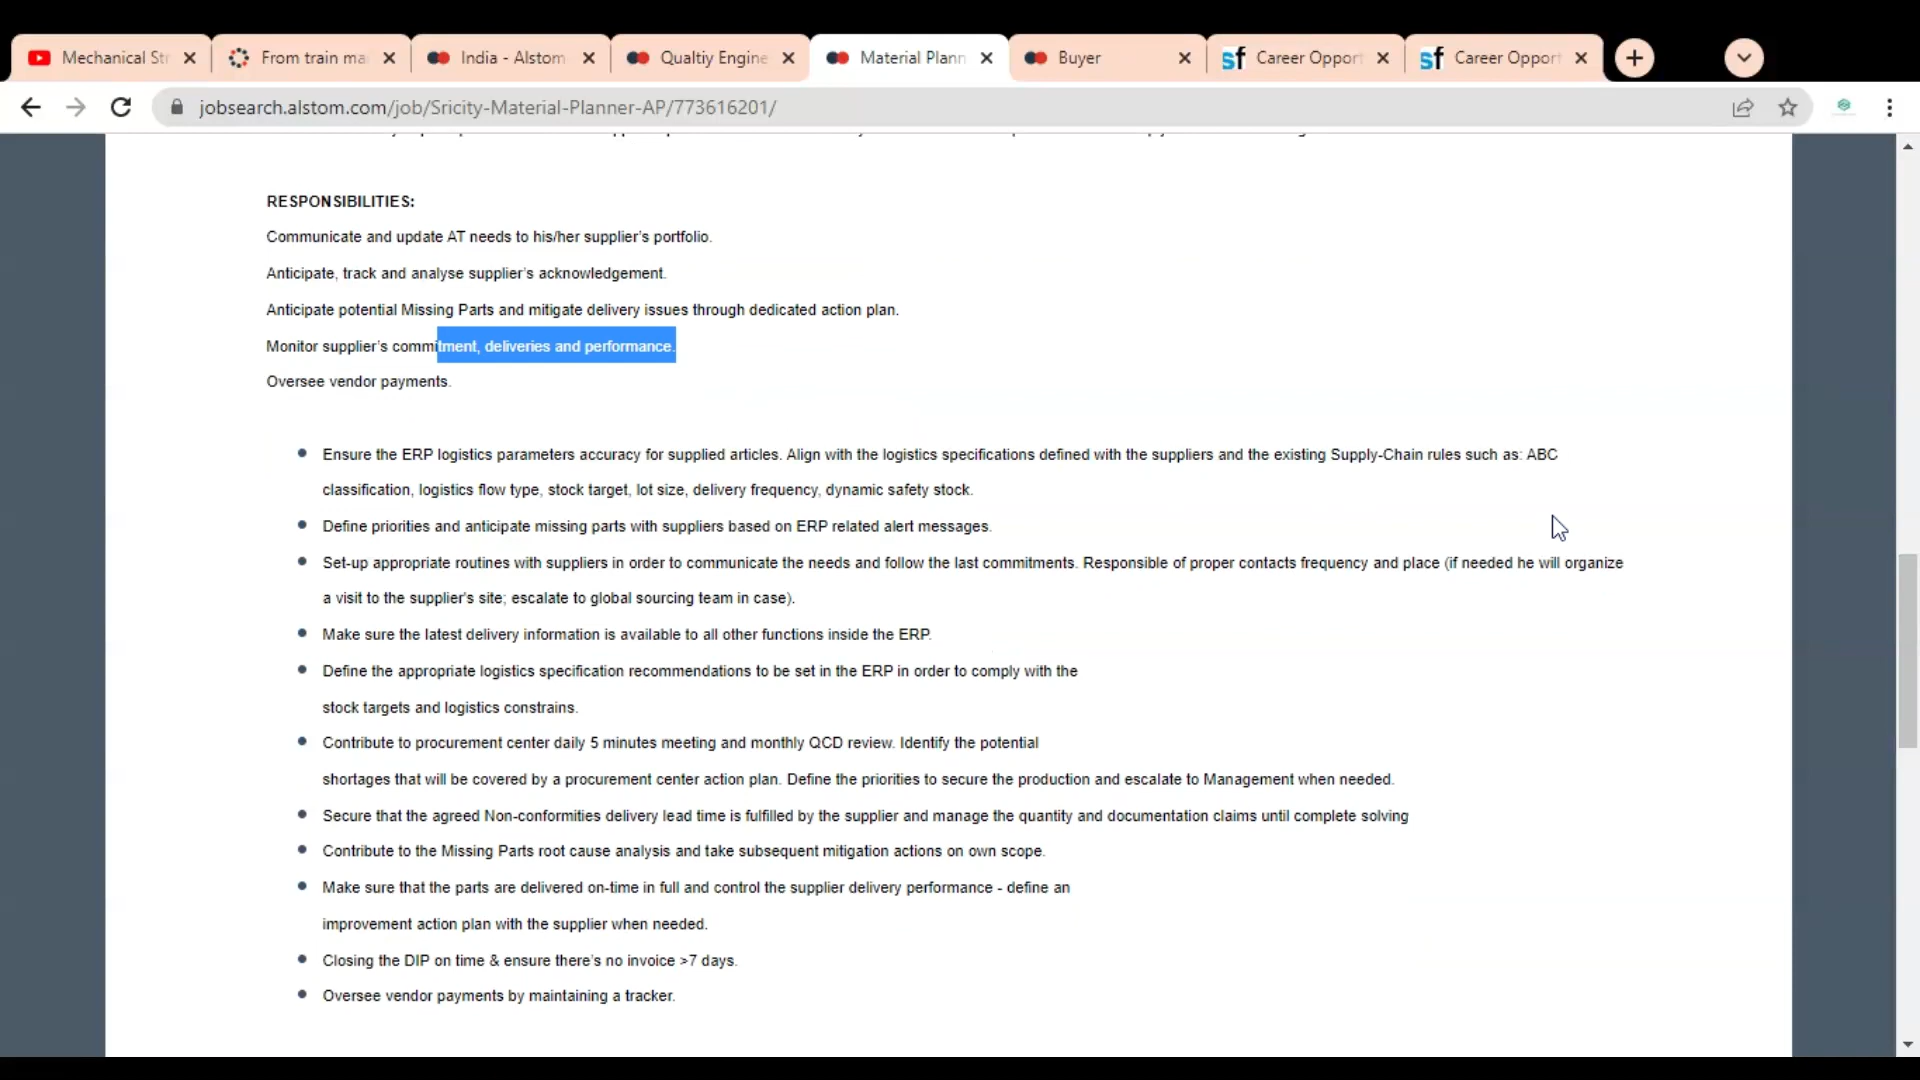 Mechanical Str
From train ma
India - Alstom
Qualtiy Engine
Material Plann
Buyer
sf Career Opport
sf Career Opport
jobsearch.alstom.com/job/Sricity-Material-Planner-AP/773616201/
RESPONSIBILITIES:
Communicate and update AT needs to his/her supplier's portfolio.
Anticipate, track and analyse supplier's acknowledgement.
Anticipate potential Missing Parts and mitigate delivery issues through dedicated action plan.
Monitor supplier's commitment, deliveries and performance.
Oversee vendor payments.
Ensure the ERP logistics parameters accuracy for supplied articles. Align with the logistics specifications defined with the suppliers and the existing Supply-Chain rules such as: ABC
classification, logistics flow type, stock target, lot size, delivery frequency, dynamic safety stock.
Define priorities and anticipate missing parts with suppliers based on ERP related alert messages.
Set-up appropriate routines with suppliers in order to communicate the needs and follow the last commitments. Responsible of proper contacts frequency and place (if needed he will organize
a visit to the supplier's site; escalate to global sourcing team in case).
Make sure the latest delivery information is available to all other functions inside the ERP.
Define the appropriate logistics specification recommendations to be set in the ERP in order to comply with the
stock targets and logistics constrains.
Contribute to procurement center daily 5 minutes meeting and monthly QCD review. Identify the potential
shortages that will be covered by a procurement center action plan. Define the priorities to secure the production and escalate to Management when needed.
Secure that the agreed Non-conformities delivery lead time is fulfilled by the supplier and manage the quantity and documentation claims until complete solving
Contribute to the Missing Parts root cause analysis and take subsequent mitigation actions on own scope.
Make sure that the parts are delivered on-time in full and control the supplier delivery performance - define an
improvement action plan with the supplier when needed.
Closing the DIP on time & ensure there's no invoice >7 days.
Oversee vendor payments by maintaining a tracker.